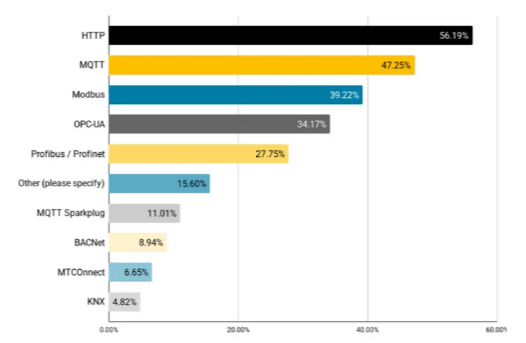 HTTP 56.19%
MQTT 47.25%
Modbus 39.22%
OPC-UA 34.17%
Profibus / Profinet 27.75%
Other (please specify) 15.60%
MQTT Sparkplug 11.01%
BACNet 8.94%
MTCOnnect 6.65%
KNX 4.82%
0.00% 20.00% 40.00% 60.00%